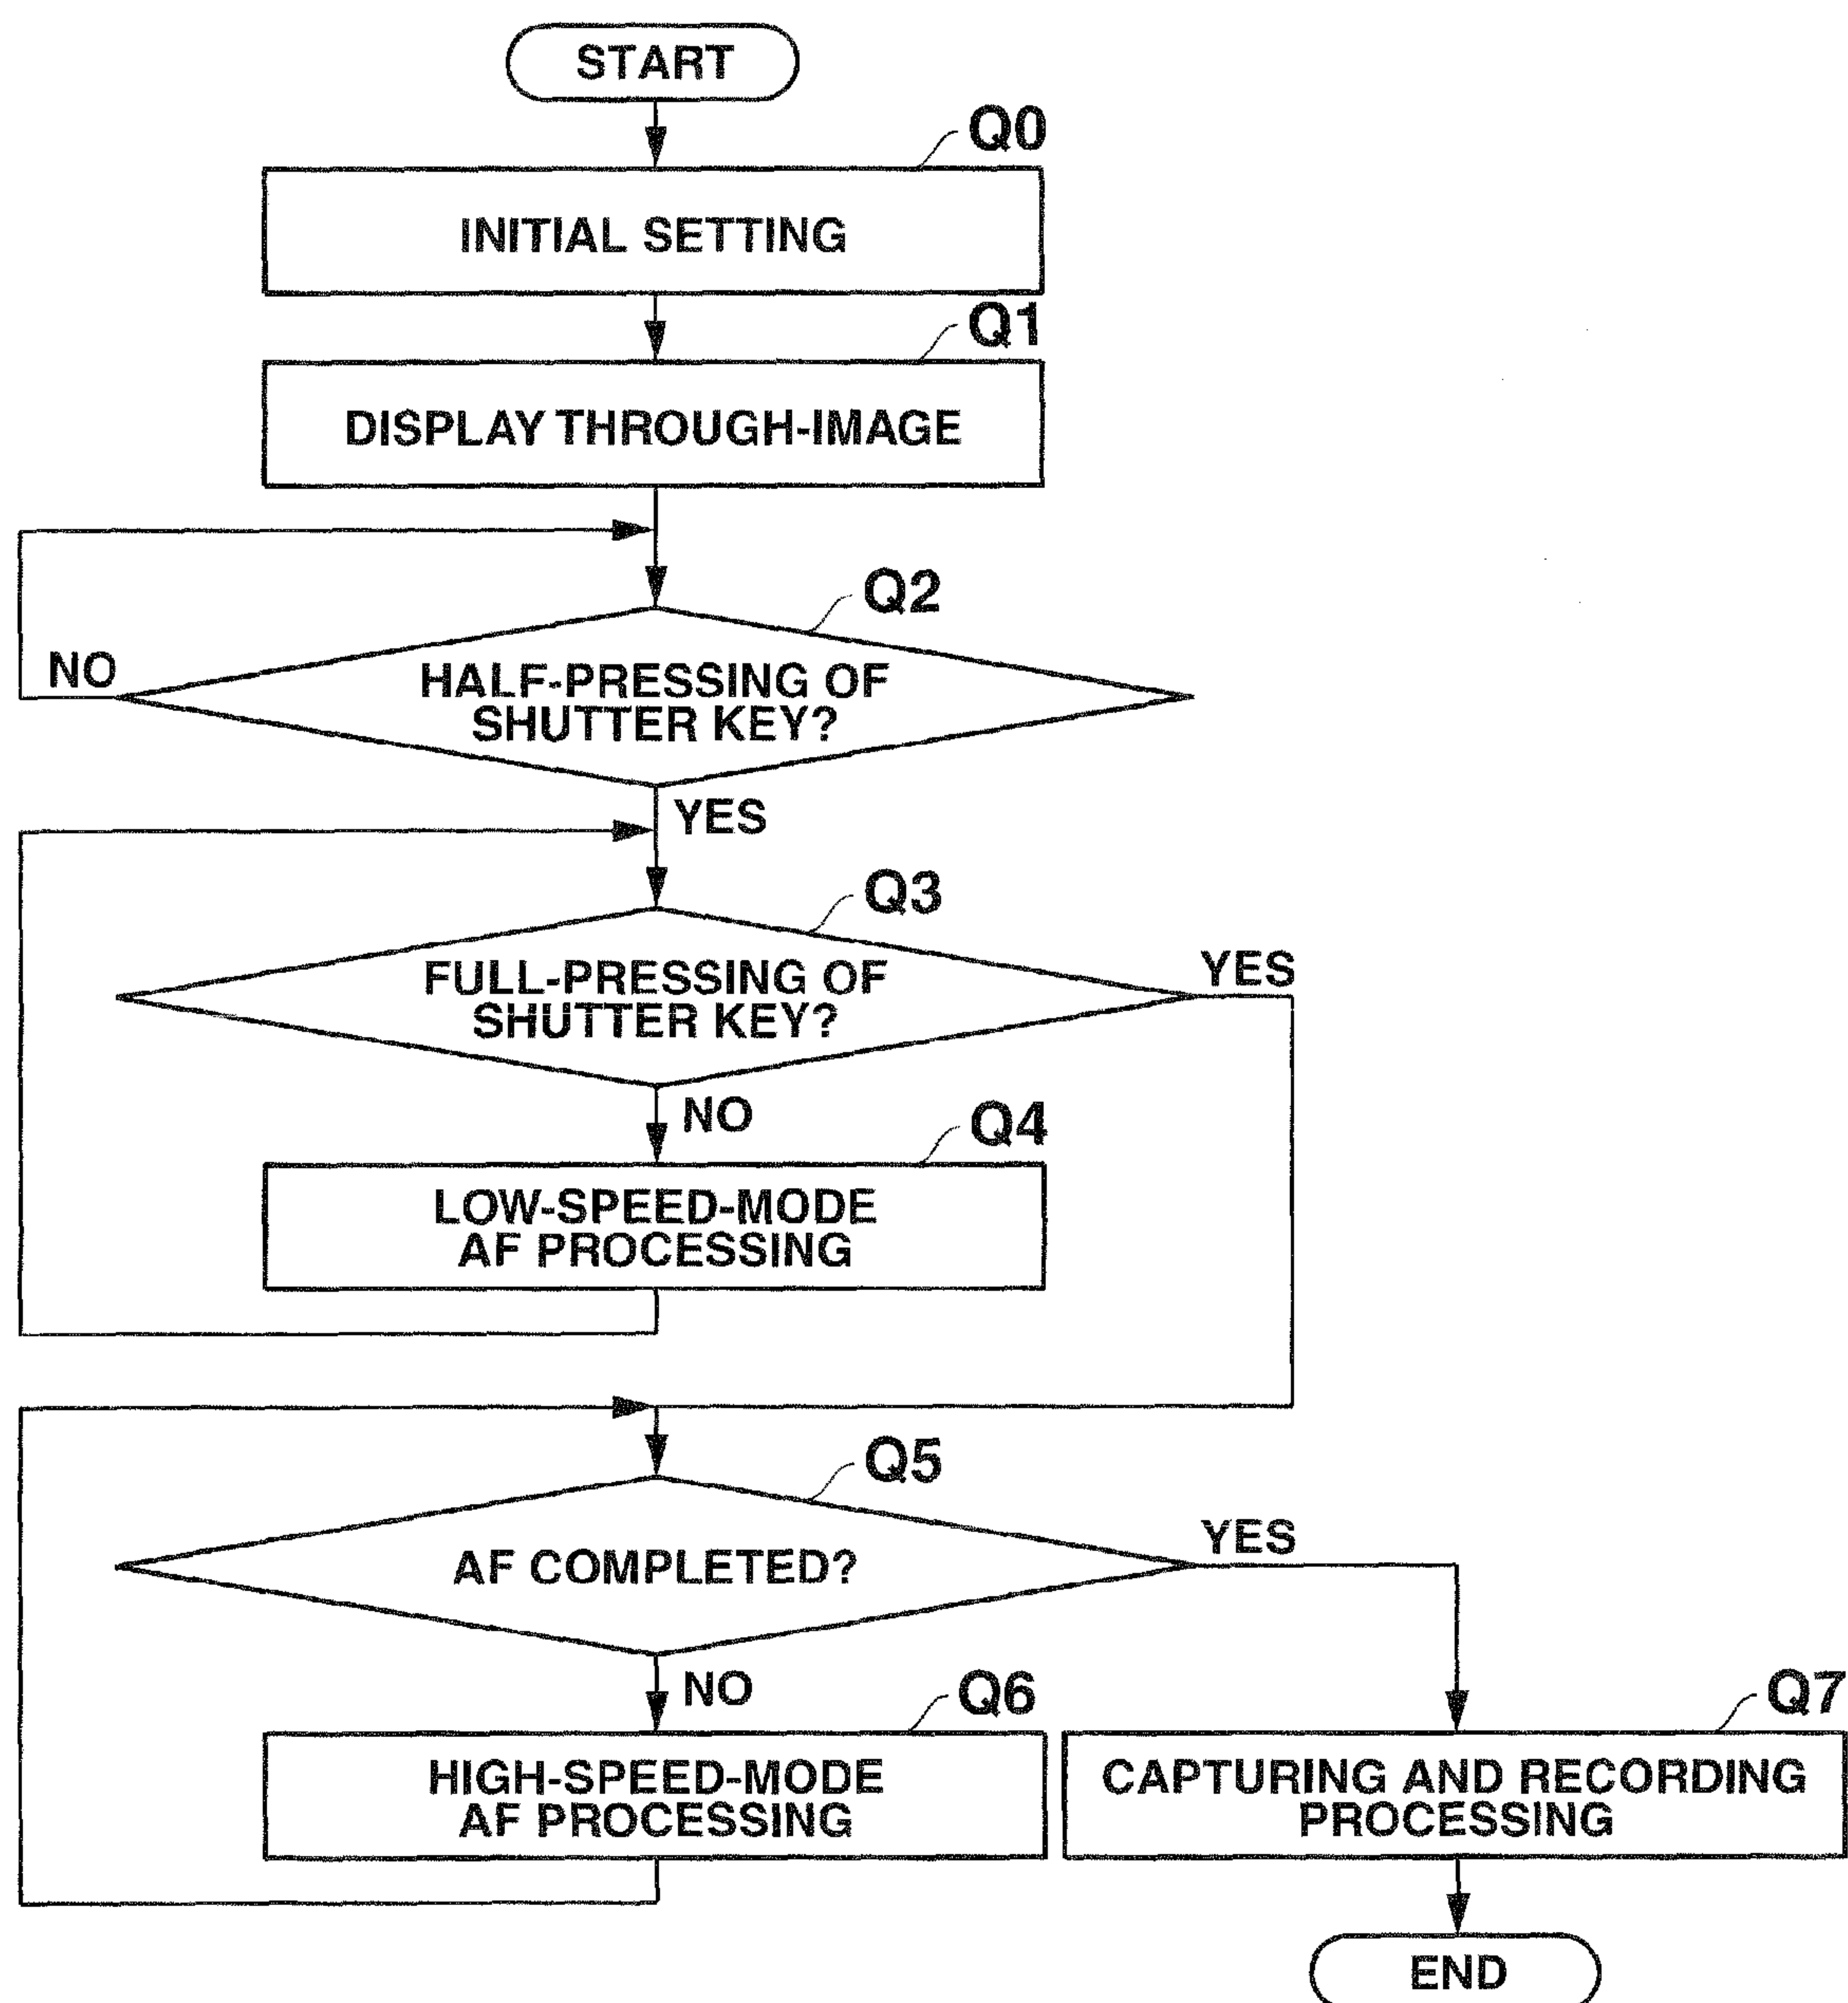 START
Q0
INITIAL SETTING
Q1
DISPLAY THROUGH-IMAGE
Q2
NO
HALF-PRESSING OF
SHUTTER KEY?
YES
Q3
YES
FULL-PRESSING OF
SHUTTER KEY?
NO
Q4
LOW-SPEED-MODE
AF PROCESSING
Q5
YES
AF COMPLETED?
NO
Q6
Q7
HIGH-SPEED-MODE
AF PROCESSING
CAPTURING AND RECORDING
PROCESSING
END